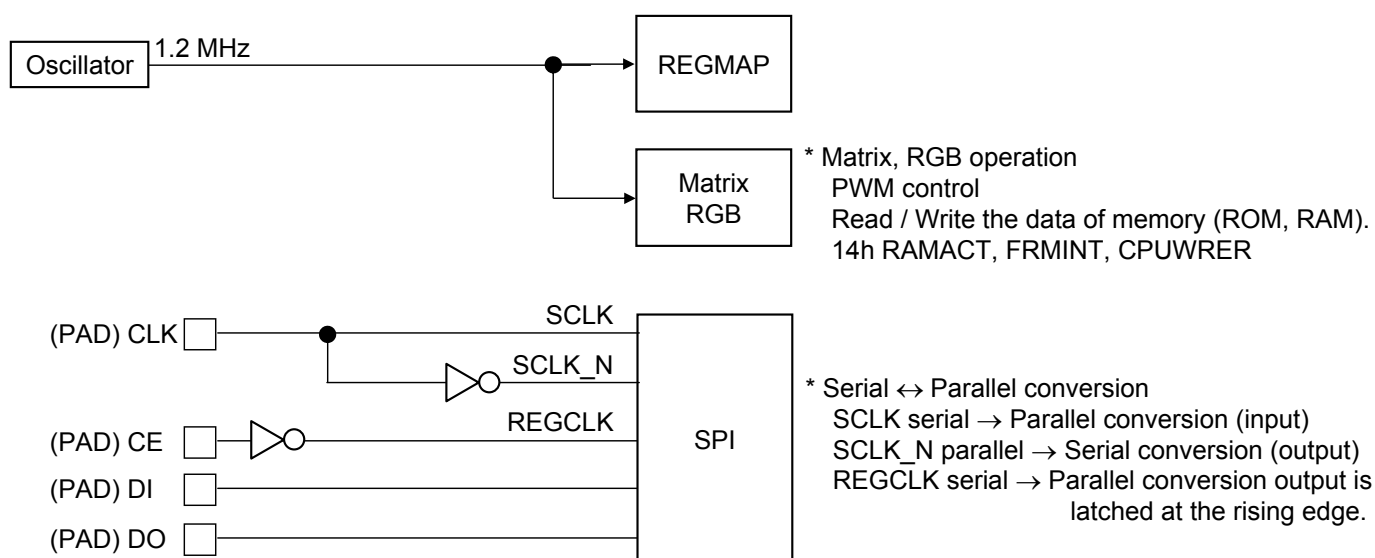 Oscillator
1.2 MHz
REGMAP
Matrix
RGB
* Matrix, RGB operation
PWM control
Read / Write the data of memory (ROM, RAM).
14h RAMACT, FRMINT, CPUWRER
(PAD) CLK
SCLK
SCLK_N
(PAD) CE
REGCLK
(PAD) DI
(PAD) DO
SPI
* Serial ↔ Parallel conversion
SCLK serial → Parallel conversion (input)
SCLK_N parallel → Serial conversion (output)
REGCLK serial → Parallel conversion output is
latched at the rising edge.